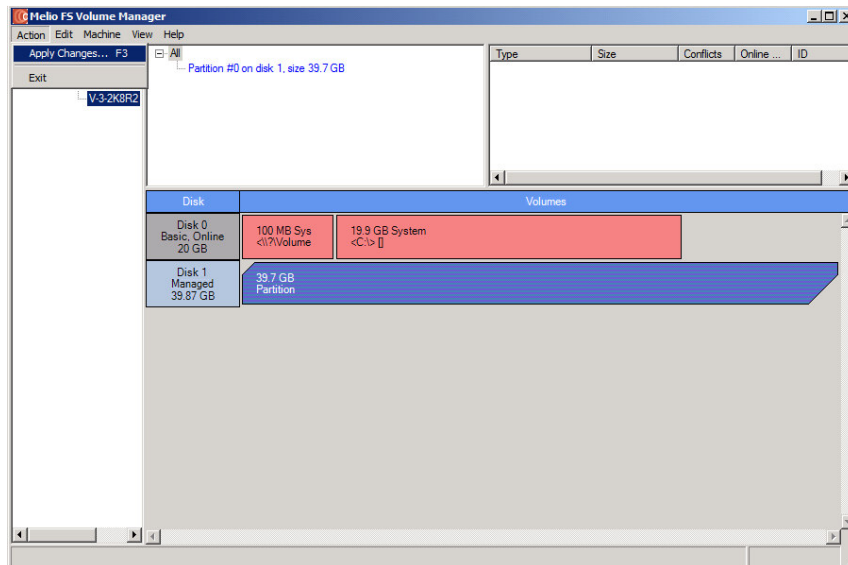 Melio FS Volume Manager
Action Edit Machine View Help
Apply Changes... F3
Exit
V-3-2K8R2
All
Partition #0 on disk 1, size 39.7 GB
Type Size Conflicts Online ... ID
Disk Volumes
Disk 0
Basic, Online
20 GB
100 MB Sys
<\\?\Volume
19.9 GB System
<C:\> []
Disk 1
Managed
39.87 GB
39.7 GB
Partition